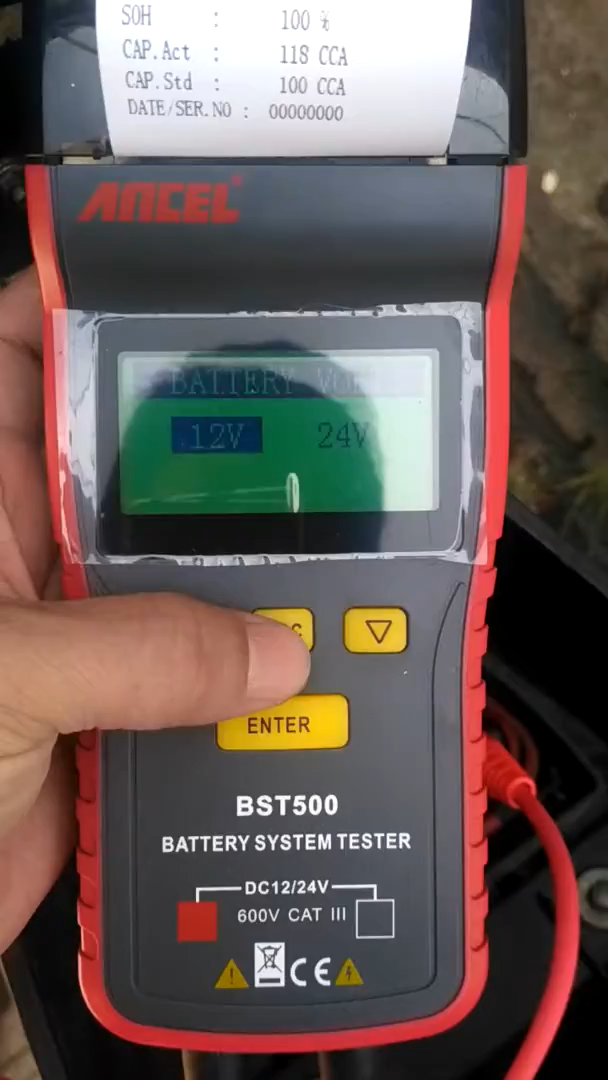 SOH : 100 %
CAP.Act : 118 CCA
CAP.Std : 100 CCA
DATE/SER.NO : 00000000
ANCEL®
BATTERY
12V 24V
ENTER
BST500
BATTERY SYSTEM TESTER
DC12/24V
600V CAT III
CE